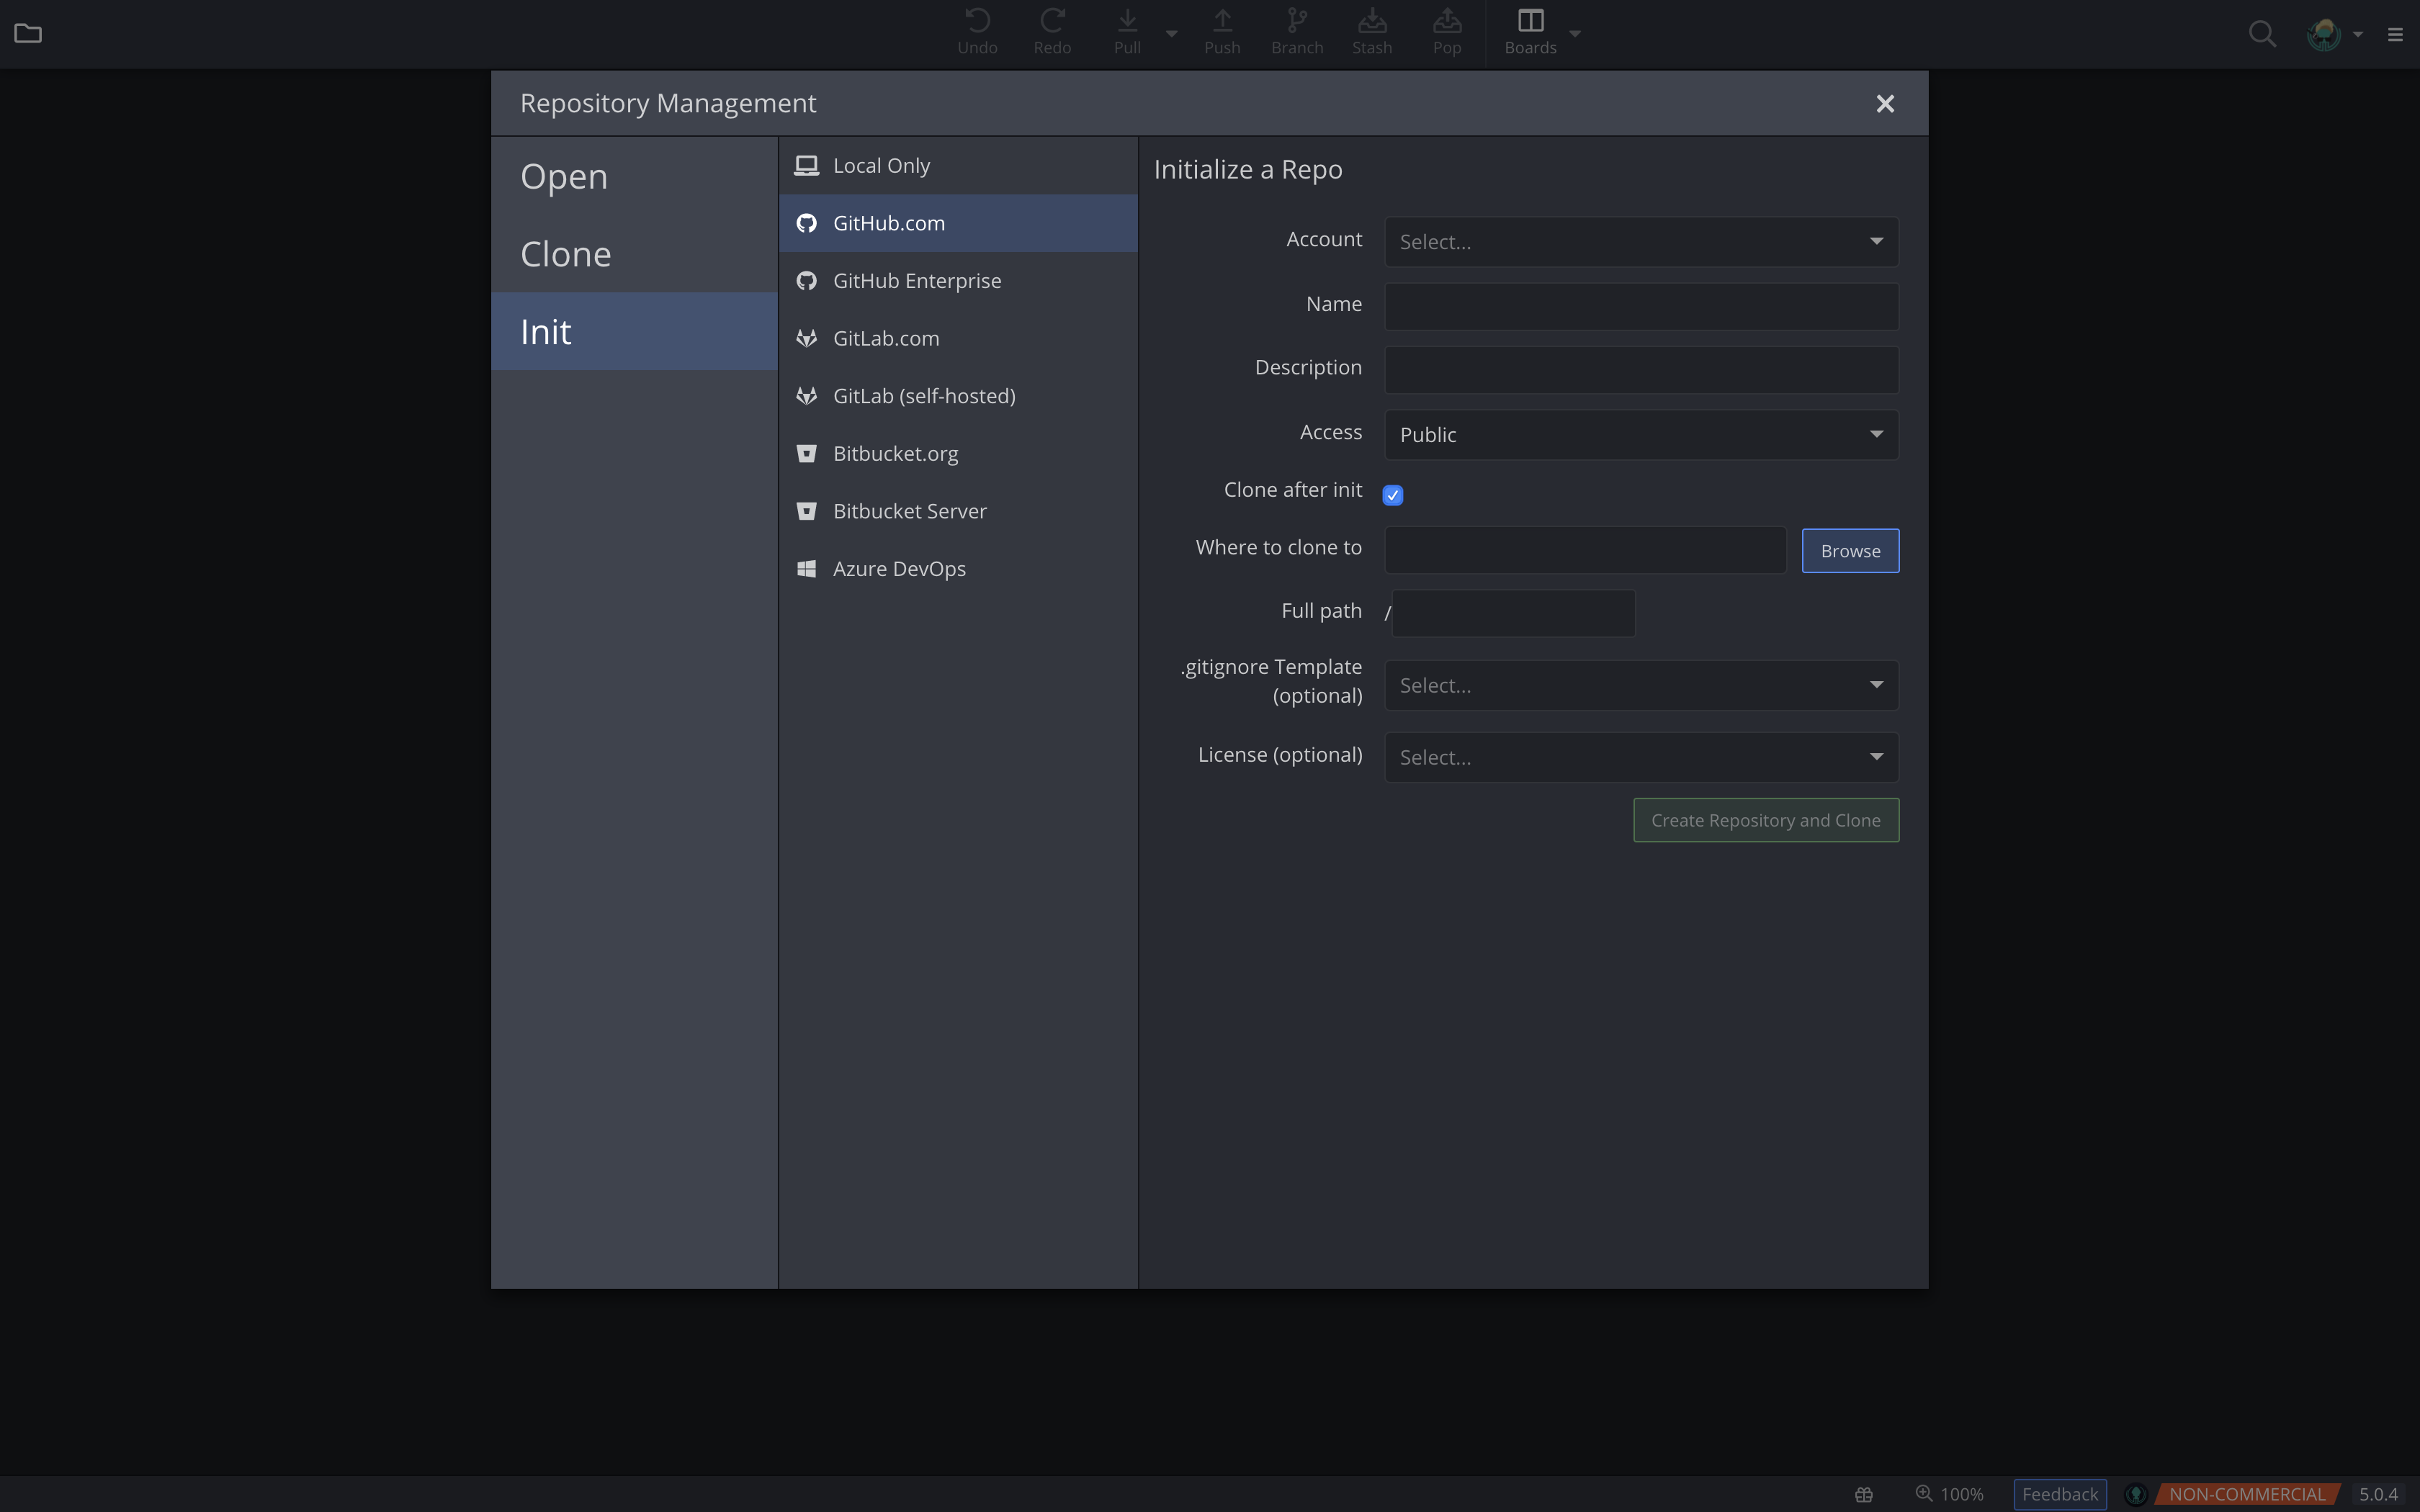 Undo
Redo
Pull
Push
Branch
Stash
Pop
Boards
Repository Management
Open
Clone
Init
Local Only
GitHub.com
GitHub Enterprise
GitLab.com
GitLab (self-hosted)
Bitbucket.org
Bitbucket Server
Azure DevOps
Initialize a Repo
Account
Select...
Name
Description
Access
Public
Clone after init
Where to clone to
Browse
Full path
/
.gitignore Template
(optional)
Select...
License (optional)
Select...
Create Repository and Clone
100%
Feedback
NON-COMMERCIAL
5.0.4